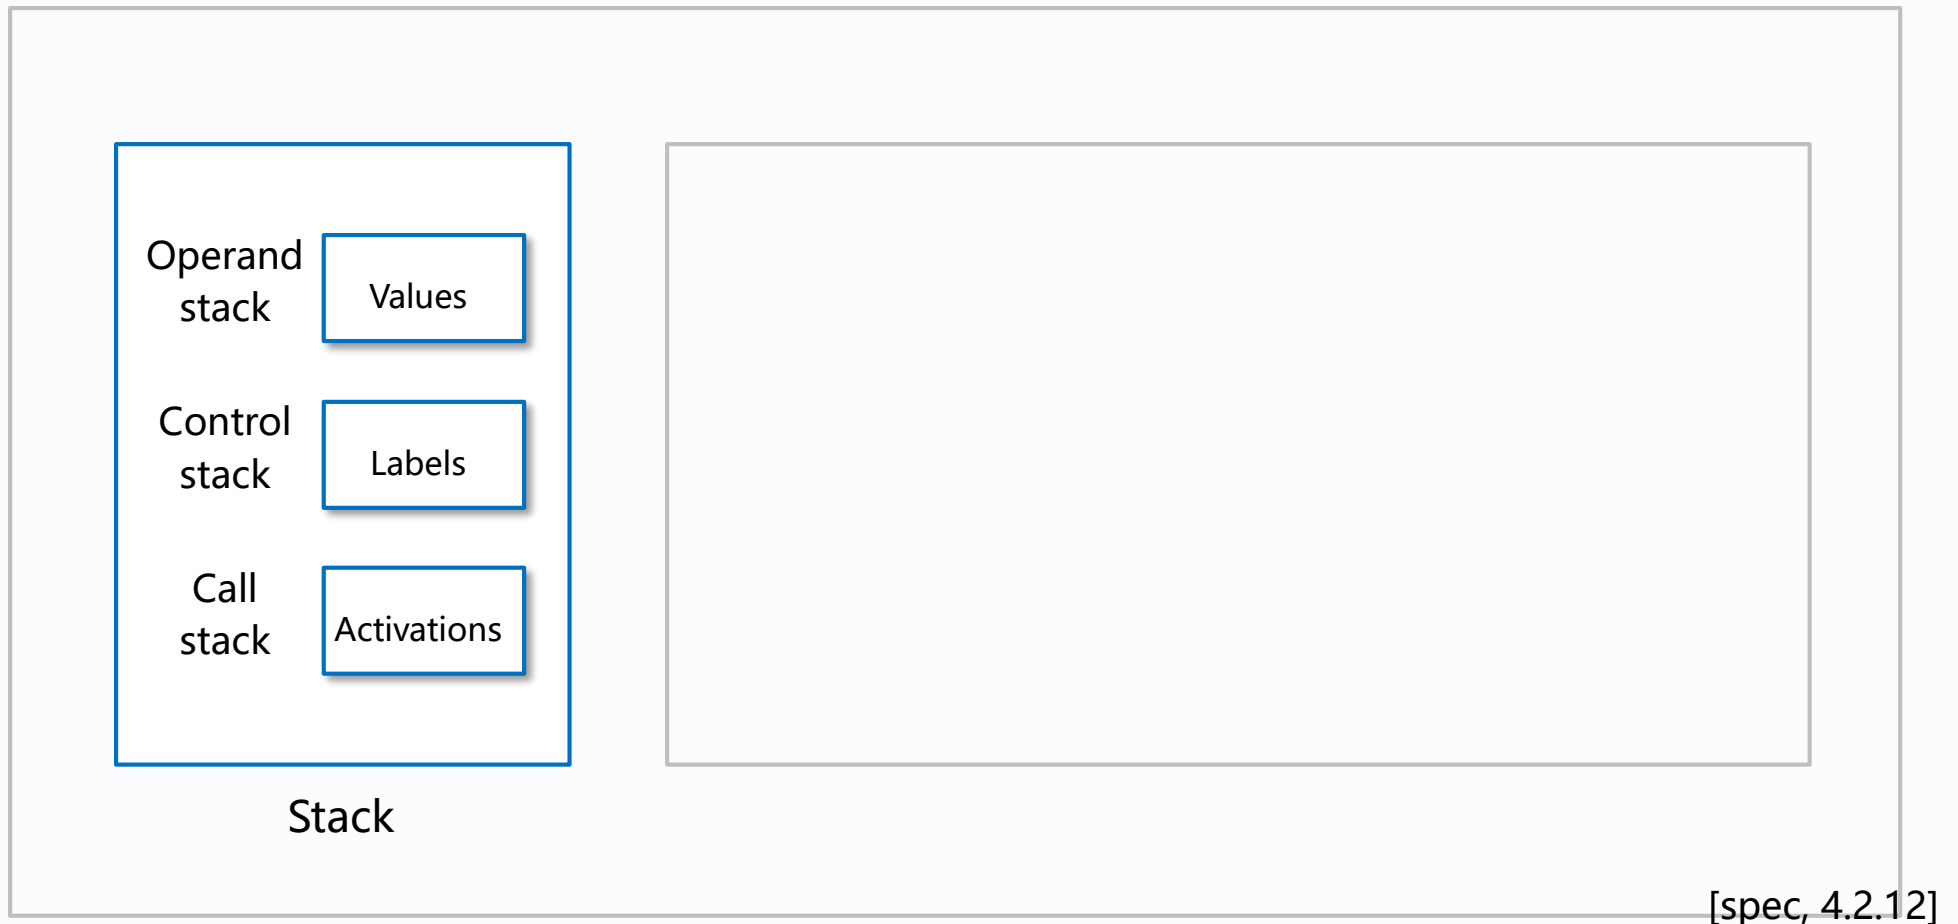 Operand
stack
Values
Control
stack
Labels
Call
stack
Activations
Stack
[spec, 4.2.12]